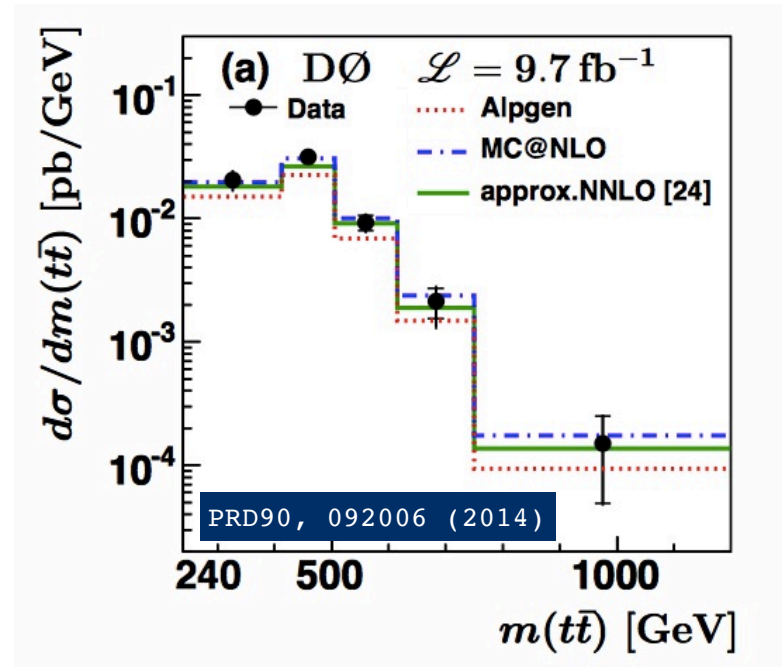 (a) DØ ℒ = 9.7 fb⁻¹
Data
Alpgen
MC@NLO
approx.NNLO [24]
dσ/dm(tt̄) [pb/GeV]
10⁻¹
10⁻²
10⁻³
10⁻⁴
PRD90, 092006 (2014)
240 500 1000
m(tt̄) [GeV]